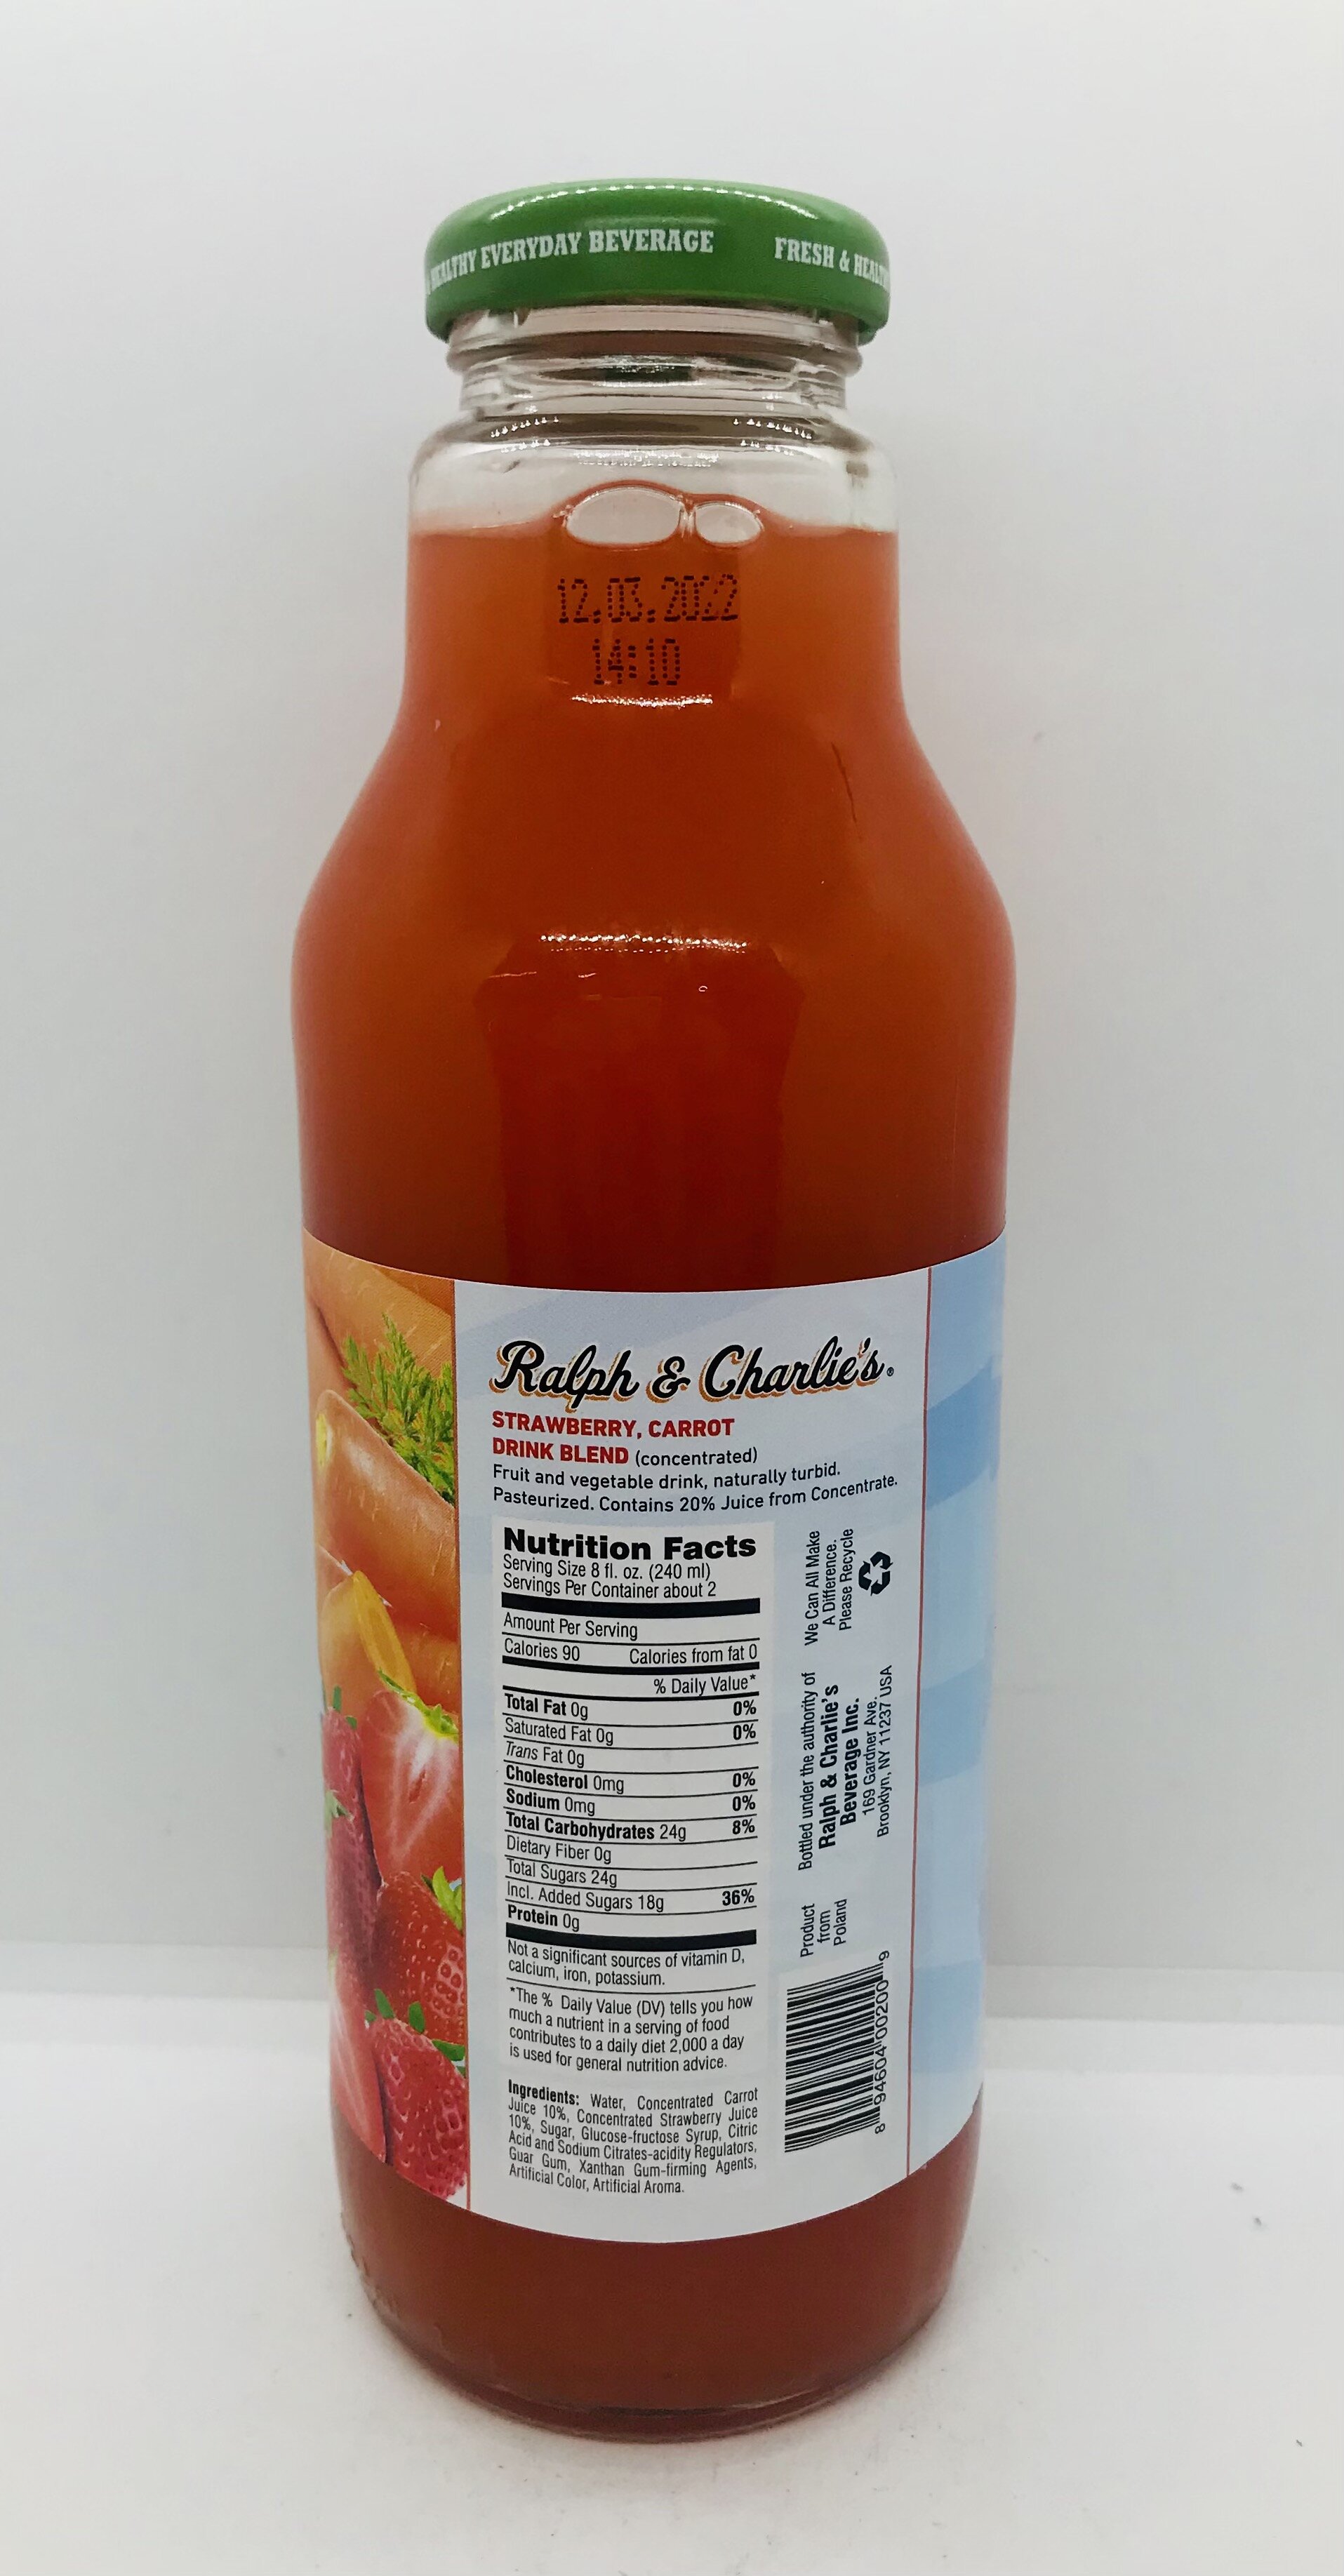 HEALTHY EVERYDAY BEVERAGE FRESH &
12.03.2022
14:10
Ralph & Charlie's®
STRAWBERRY, CARROT
DRINK BLEND (concentrated)
Fruit and vegetable drink, naturally turbid.
Pasteurized. Contains 20% Juice from Concentrate.
Nutrition Facts
Serving Size 8 fl. oz. (240 ml)
Servings Per Container about 2
Amount Per Serving
Calories 90 Calories from fat 0
% Daily Value*
Total Fat 0g 0%
Saturated Fat 0g 0%
Trans Fat 0g
Cholesterol 0mg 0%
Sodium 0mg 0%
Total Carbohydrates 24g 8%
Dietary Fiber 0g
Total Sugars 24g
Incl. Added Sugars 18g 36%
Protein 0g
Not a significant sources of vitamin D,
calcium, iron, potassium.
*The % Daily Value (DV) tells you how
much a nutrient in a serving of food
contributes to a daily diet 2,000 a day
is used for general nutrition advice.
Ingredients: Water, Concentrated Carrot
Juice 10%, Concentrated Strawberry Juice
10%, Sugar, Glucose-fructose Syrup, Citric
Acid and Sodium Citrates-acidity Regulators,
Guar Gum, Xanthan Gum-firming Agents,
Artificial Color, Artificial Aroma.
We Can All Make
A Difference.
Please Recycle
Bottled under the authority of
Ralph & Charlie's
Beverage Inc.
169 Gardner Ave.
Brooklyn, NY 11237 USA
Product
from
Poland
8 94604 00200 9